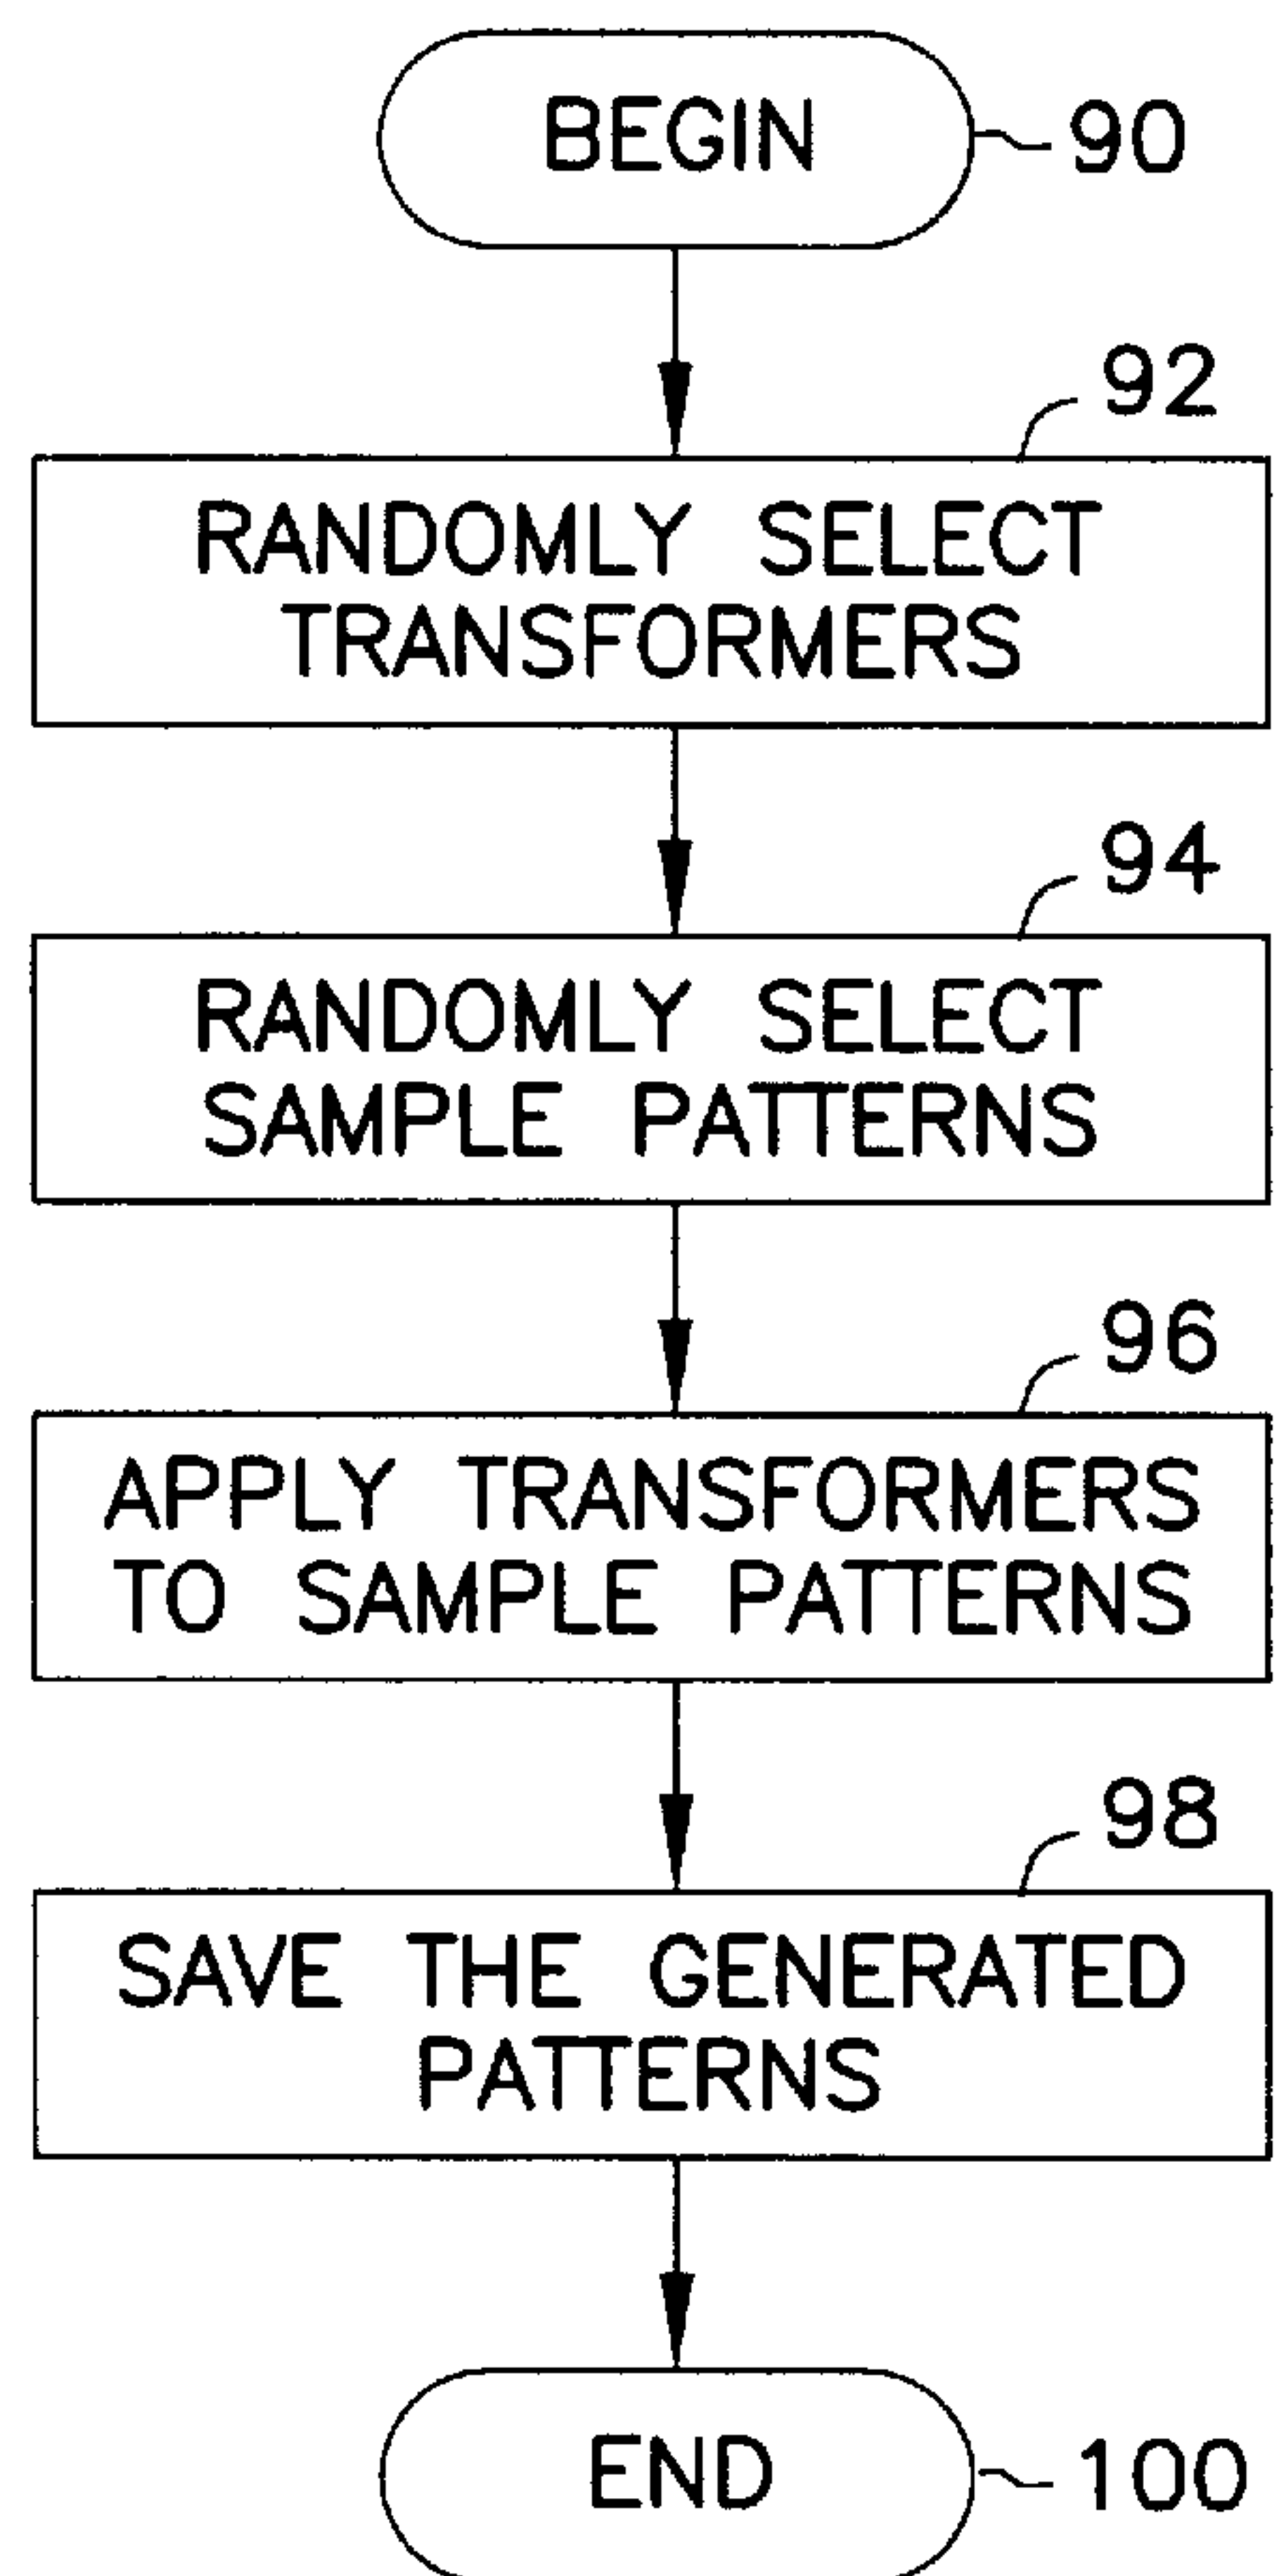 BEGIN
90
92
RANDOMLY SELECT
TRANSFORMERS
94
RANDOMLY SELECT
SAMPLE PATTERNS
96
APPLY TRANSFORMERS
TO SAMPLE PATTERNS
98
SAVE THE GENERATED
PATTERNS
END
100